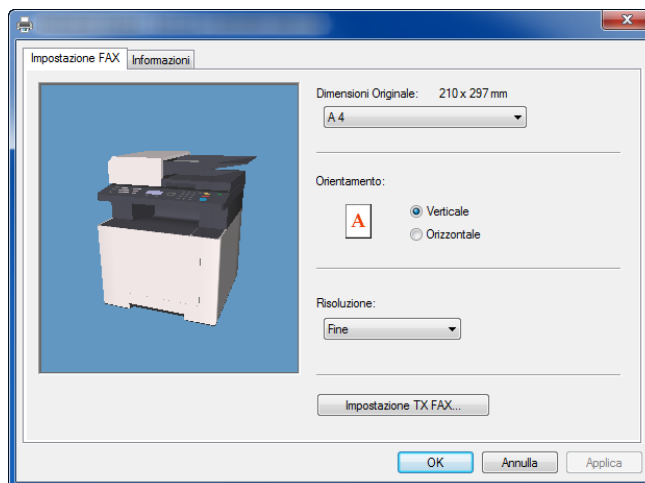 Impostazione FAX
Informazioni
Dimensioni Originale: 210 x 297 mm
A 4
Orientamento:
A
Verticale
Orizzontale
Risoluzione:
Fine
Impostazione TX FAX...
OK
Annulla
Applica